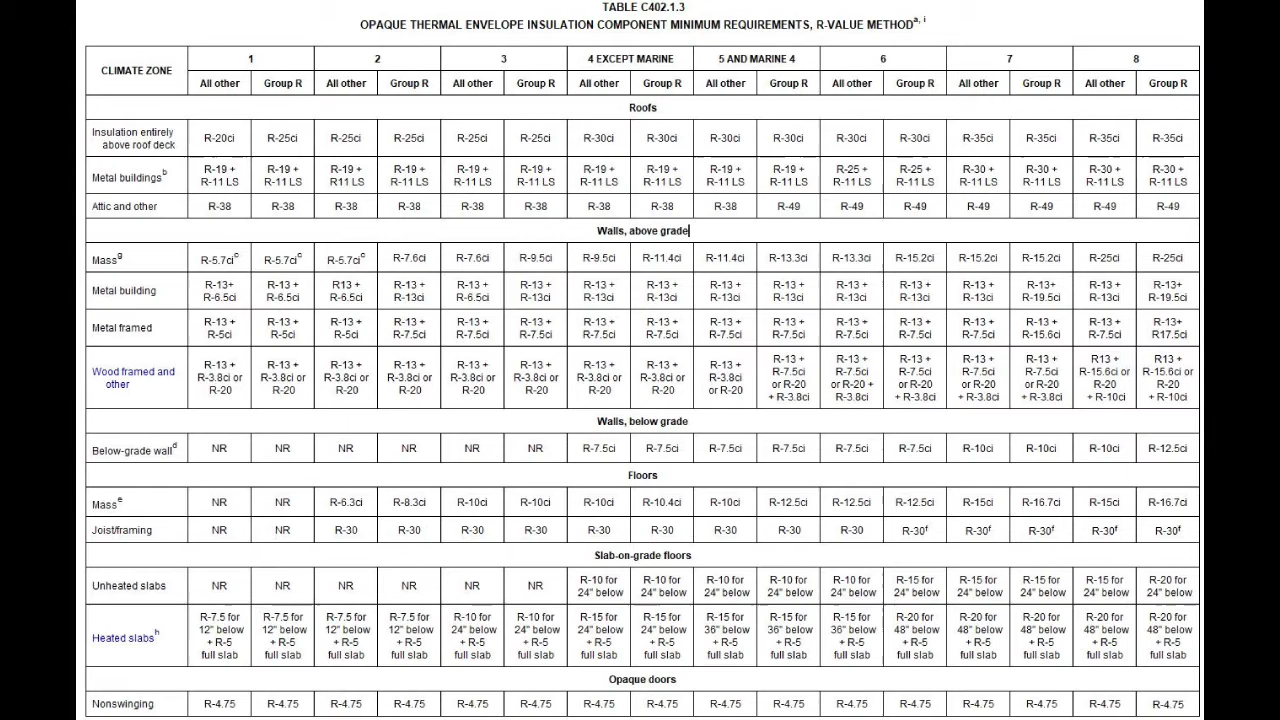 TABLE C402.1.3
OPAQUE THERMAL ENVELOPE INSULATION COMPONENT MINIMUM REQUIREMENTS, R-VALUE METHODa, i
CLIMATE ZONE 1 2 3 4 EXCEPT MARINE 5 AND MARINE 4 6 7 8
All other Group R All other Group R All other Group R All other Group R All other Group R All other Group R All other Group R All other Group R
Roofs
Insulation entirely above roof deck R-20ci R-25ci R-25ci R-25ci R-25ci R-25ci R-30ci R-30ci R-30ci R-30ci R-30ci R-30ci R-35ci R-35ci R-35ci R-35ci
Metal buildingsb R-19 + R-11 LS R-19 + R-11 LS R-19 + R11 LS R-19 + R-11 LS R-19 + R-11 LS R-19 + R-11 LS R-19 + R-11 LS R-19 + R-11 LS R-19 + R-11 LS R-19 + R-11 LS R-25 + R-11 LS R-25 + R-11 LS R-30 + R-11 LS R-30 + R-11 LS R-30 + R-11 LS R-30 + R-11 LS
Attic and other R-38 R-38 R-38 R-38 R-38 R-38 R-38 R-38 R-38 R-49 R-49 R-49 R-49 R-49 R-49 R-49
Walls, above grade
Massg R-5.7cic R-5.7cic R-5.7cic R-7.6ci R-7.6ci R-9.5ci R-9.5ci R-11.4ci R-11.4ci R-13.3ci R-13.3ci R-15.2ci R-15.2ci R-15.2ci R-25ci R-25ci
Metal building R-13+ R-6.5ci R-13 + R-6.5ci R13 + R-6.5ci R-13 + R-13ci R-13 + R-6.5ci R-13 + R-13ci R-13 + R-13ci R-13 + R-13ci R-13 + R-13ci R-13 + R-13ci R-13 + R-13ci R-13 + R-13ci R-13 + R-13ci R-13+ R-19.5ci R-13 + R-13ci R-13+ R-19.5ci
Metal framed R-13 + R-5ci R-13 + R-5ci R-13 + R-5ci R-13 + R-7.5ci R-13 + R-7.5ci R-13 + R-7.5ci R-13 + R-7.5ci R-13 + R-7.5ci R-13 + R-7.5ci R-13 + R-7.5ci R-13 + R-7.5ci R-13 + R-7.5ci R-13 + R-7.5ci R-13 + R-15.6ci R-13 + R-7.5ci R-13+ R17.5ci
Wood framed and other R-13 + R-3.8ci or R-20 R-13 + R-3.8ci or R-20 R-13 + R-3.8ci or R-20 R-13 + R-3.8ci or R-20 R-13 + R-3.8ci or R-20 R-13 + R-3.8ci or R-20 R-13 + R-3.8ci or R-20 R-13 + R-3.8ci or R-20 R-13 + R-3.8ci or R-20 R-13 + R-7.5ci or R-20 + R-3.8ci R-13 + R-7.5ci or R-20 + R-3.8ci R-13 + R-7.5ci or R-20 + R-3.8ci R-13 + R-7.5ci or R-20 + R-3.8ci R-13 + R-7.5ci or R-20 + R-3.8ci R13 + R-15.6ci or R-20 + R-10ci R13 + R-15.6ci or R-20 + R-10ci
Walls, below grade
Below-grade walld NR NR NR NR NR NR R-7.5ci R-7.5ci R-7.5ci R-7.5ci R-7.5ci R-7.5ci R-10ci R-10ci R-10ci R-12.5ci
Floors
Masse NR NR R-6.3ci R-8.3ci R-10ci R-10ci R-10ci R-10.4ci R-10ci R-12.5ci R-12.5ci R-12.5ci R-15ci R-16.7ci R-15ci R-16.7ci
Joist/framing NR NR R-30 R-30 R-30 R-30 R-30 R-30 R-30 R-30 R-30 R-30f R-30f R-30f R-30f R-30f
Slab-on-grade floors
Unheated slabs NR NR NR NR NR NR R-10 for 24" below R-10 for 24" below R-10 for 24" below R-10 for 24" below R-10 for 24" below R-15 for 24" below R-15 for 24" below R-15 for 24" below R-15 for 24" below R-20 for 24" below
Heated slabsh R-7.5 for 12" below + R-5 full slab R-7.5 for 12" below + R-5 full slab R-7.5 for 12" below + R-5 full slab R-7.5 for 12" below + R-5 full slab R-10 for 24" below + R-5 full slab R-10 for 24" below + R-5 full slab R-15 for 24" below + R-5 full slab R-15 for 24" below + R-5 full slab R-15 for 36" below + R-5 full slab R-15 for 36" below + R-5 full slab R-15 for 36" below + R-5 full slab R-20 for 48" below + R-5 full slab R-20 for 48" below + R-5 full slab R-20 for 48" below + R-5 full slab R-20 for 48" below + R-5 full slab R-20 for 48" below + R-5 full slab
Opaque doors
Nonswinging R-4.75 R-4.75 R-4.75 R-4.75 R-4.75 R-4.75 R-4.75 R-4.75 R-4.75 R-4.75 R-4.75 R-4.75 R-4.75 R-4.75 R-4.75 R-4.75